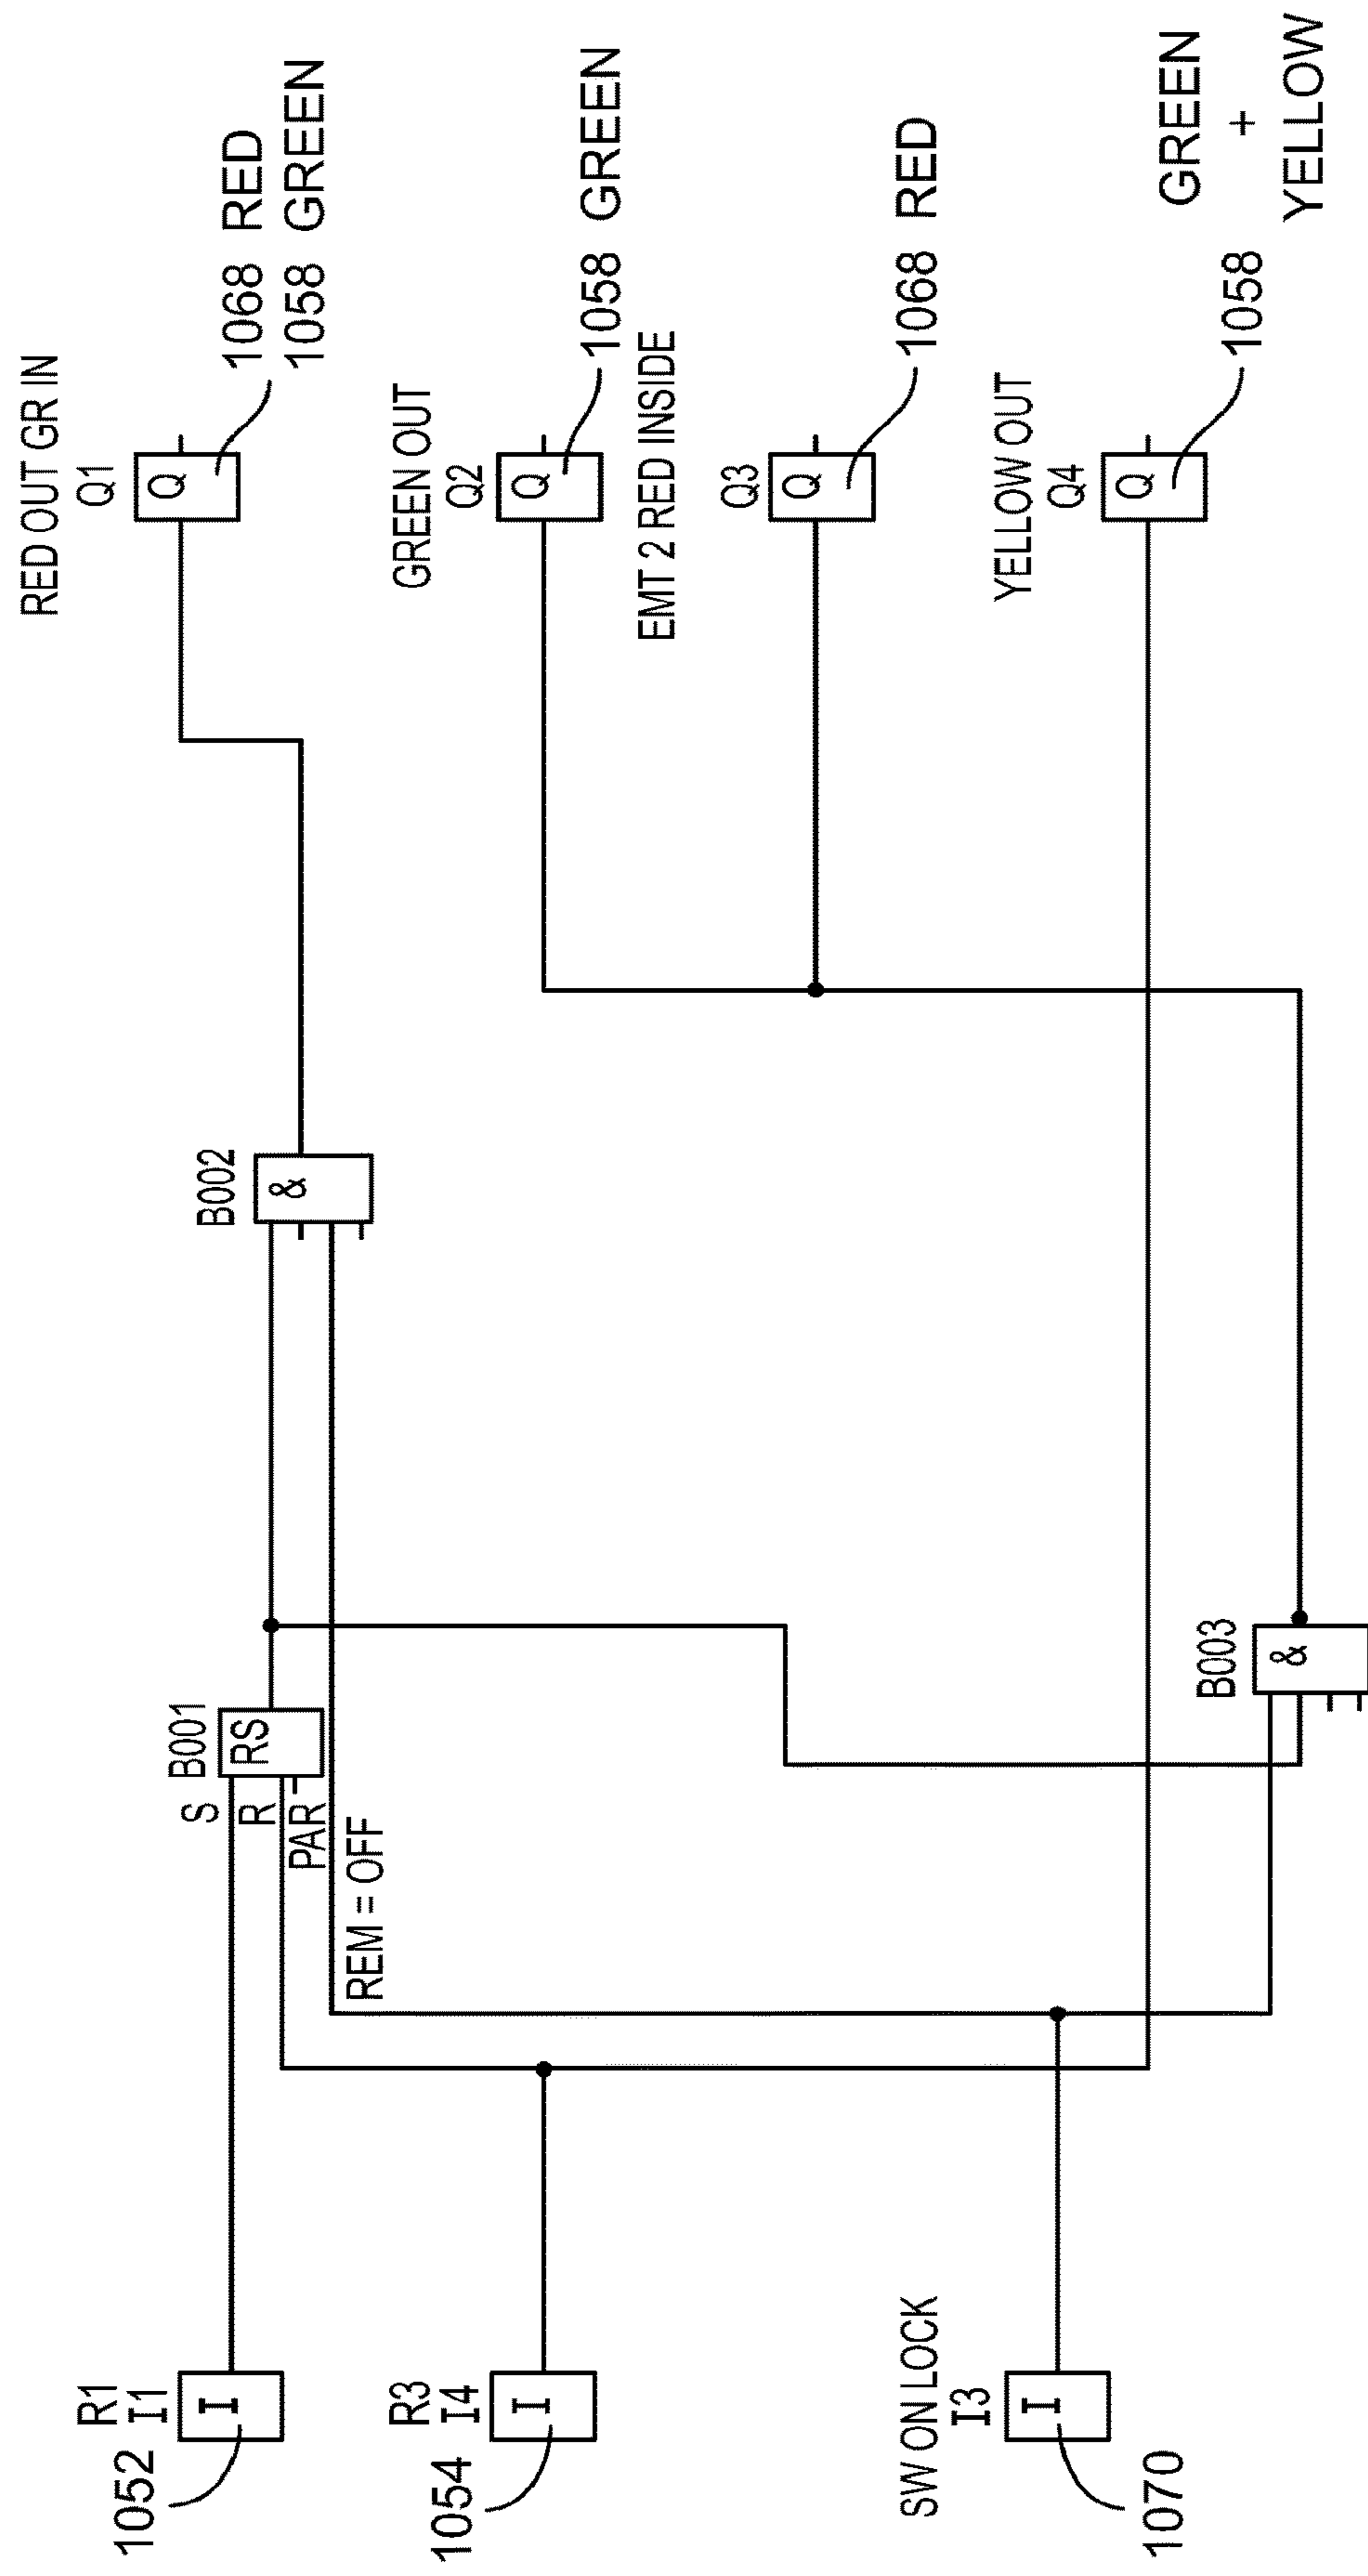 RED OUT GR IN
Q1
Q
1068 RED
1058 GREEN
GREEN OUT
Q2
Q
1058 GREEN
EMT 2 RED INSIDE
Q3
Q
1068 RED
YELLOW OUT
Q4
Q
1058
GREEN
+
YELLOW
B002
&
B001
RS
S
R
PAR
REM = OFF
B003
&
R1
I1
I
1052
R3
I4
I
1054
SW ON LOCK
I3
I
1070